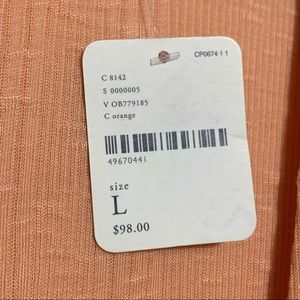 CP0674 1 1
C 8142
S 0000005
V OB779185
C orange
49670441
size
L
$98.00